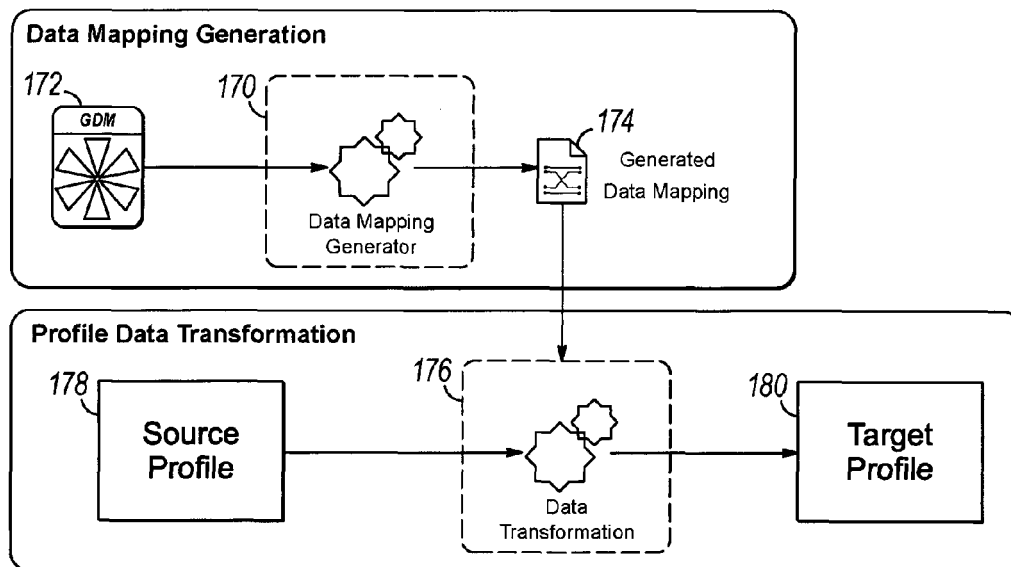 Data Mapping Generation
172
GDM
170
Data Mapping
Generator
174
Generated
Data Mapping
Profile Data Transformation
178
Source
Profile
176
Data
Transformation
180
Target
Profile